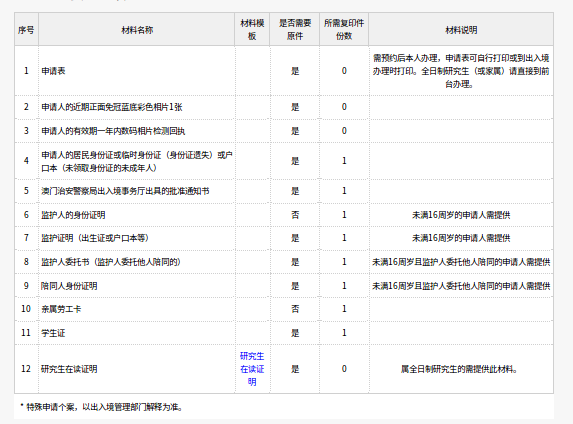 序号 材料名称 材料模板 是否需要原件 所需复印件份数 材料说明
1 申请表 是 0 需预约后本人办理，申请表可自行打印或到出入境办理时打印。全日制研究生（或家属）请直接到前台办理。
2 申请人的近期正面免冠蓝底彩色相片1张 是 0
3 申请人的有效期一年内数码相片检测回执 是 0
4 申请人的居民身份证或临时身份证（身份证遗失）或户口本（未领取身份证的未成年人） 是 1
5 澳门治安警察局出入境事务厅出具的批准通知书 是 1
6 监护人的身份证明 否 1 未满16周岁的申请人需提供
7 监护证明（出生证或户口本等） 是 1 未满16周岁的申请人需提供
8 监护人委托书（监护人委托他人陪同的） 是 1 未满16周岁且监护人委托他人陪同的申请人需提供
9 陪同人身份证明 是 1 未满16周岁且监护人委托他人陪同的申请人需提供
10 亲属劳工卡 否 1
11 学生证 是 1
12 研究生在读证明 研究生在读证明 是 0 属全日制研究生的需提供此材料。
* 特殊申请个案，以出入境管理部门解释为准。